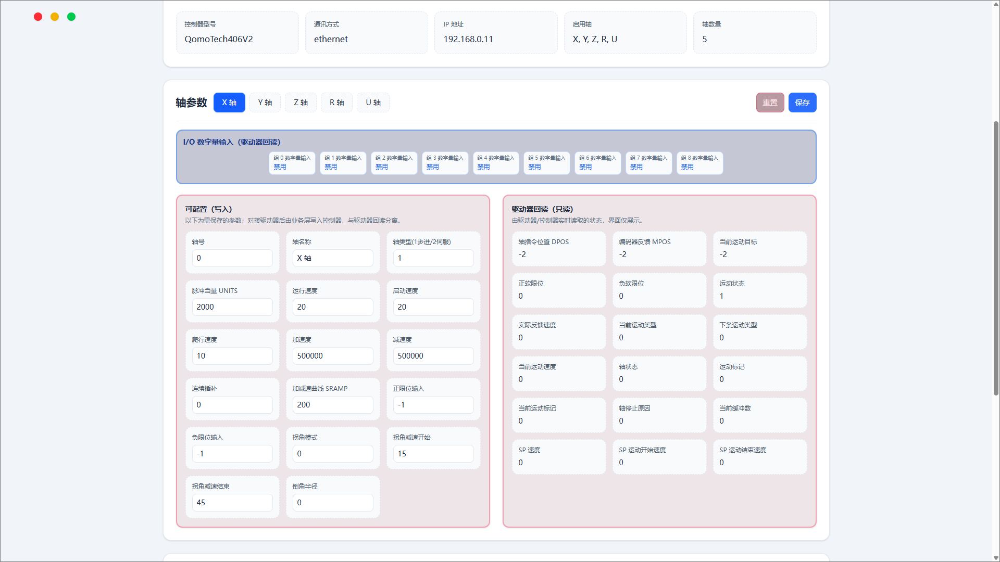 控制器型号
QomoTech406V2
通讯方式
ethernet
IP 地址
192.168.0.11
启用轴
X, Y, Z, R, U
轴数量
5
轴参数
X 轴
Y 轴
Z 轴
R 轴
U 轴
重置
保存
I/O 数字量输入（驱动器回读）
组 0 数字量输入
禁用
组 1 数字量输入
禁用
组 2 数字量输入
禁用
组 3 数字量输入
禁用
组 4 数字量输入
禁用
组 5 数字量输入
禁用
组 6 数字量输入
禁用
组 7 数字量输入
禁用
组 8 数字量输入
禁用
可配置（写入）
以下为需保存的参数；对接驱动器后由业务层写入控制器，与驱动器回读分离。
轴号
0
轴名称
X 轴
轴类型(1步进/2伺服)
1
脉冲当量 UNITS
2000
运行速度
20
启动速度
20
爬行速度
10
加速度
500000
减速度
500000
连续插补
0
加减速曲线 SRAMP
200
正限位输入
-1
负限位输入
-1
拐角模式
0
拐角减速开始
15
拐角减速结束
45
倒角半径
0
驱动器回读（只读）
由驱动器/控制器实时读取的状态，界面仅展示。
轴指令位置 DPOS
-2
编码器反馈 MPOS
-2
当前运动目标
-2
正软限位
0
负软限位
0
运动状态
1
实际反馈速度
0
当前运动类型
0
下条运动类型
0
当前运动速度
0
轴状态
0
运动标记
0
当前运动标记
0
轴停止原因
0
当前缓冲数
0
SP 速度
0
SP 运动开始速度
0
SP 运动结束速度
0